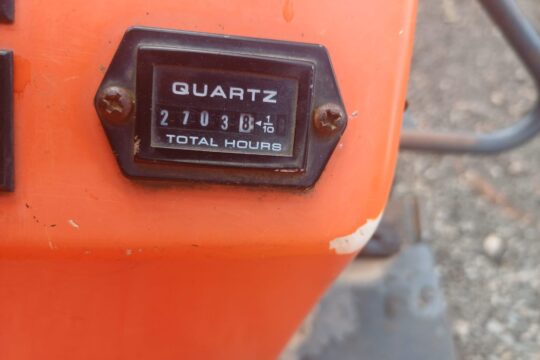 QUARTZ
27038 ◄1/10
TOTAL HOURS